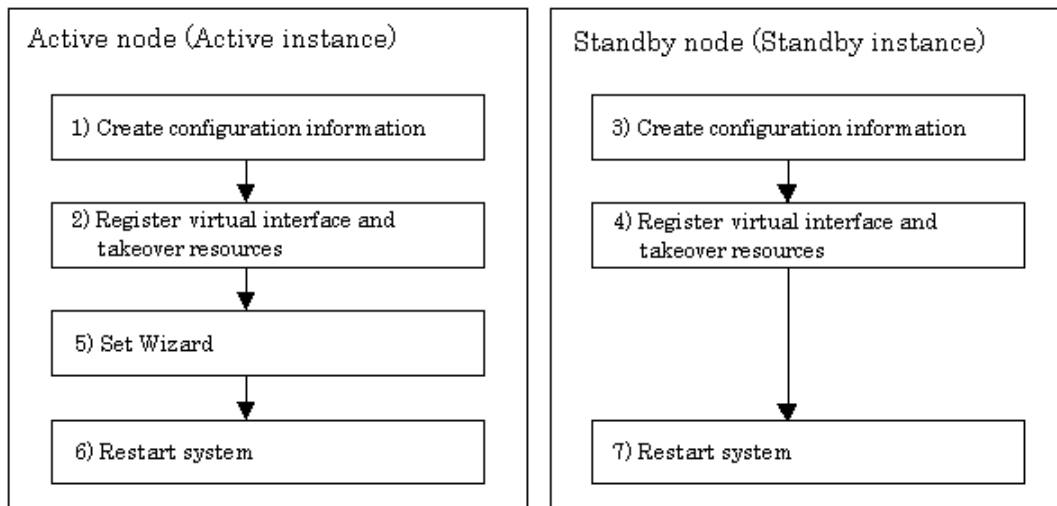 Active node (Active instance)
1) Create configuration information
2) Register virtual interface and
takeover resources
5) Set Wizard
6) Restart system
Standby node (Standby instance)
3) Create configuration information
4) Register virtual interface and
takeover resources
7) Restart system